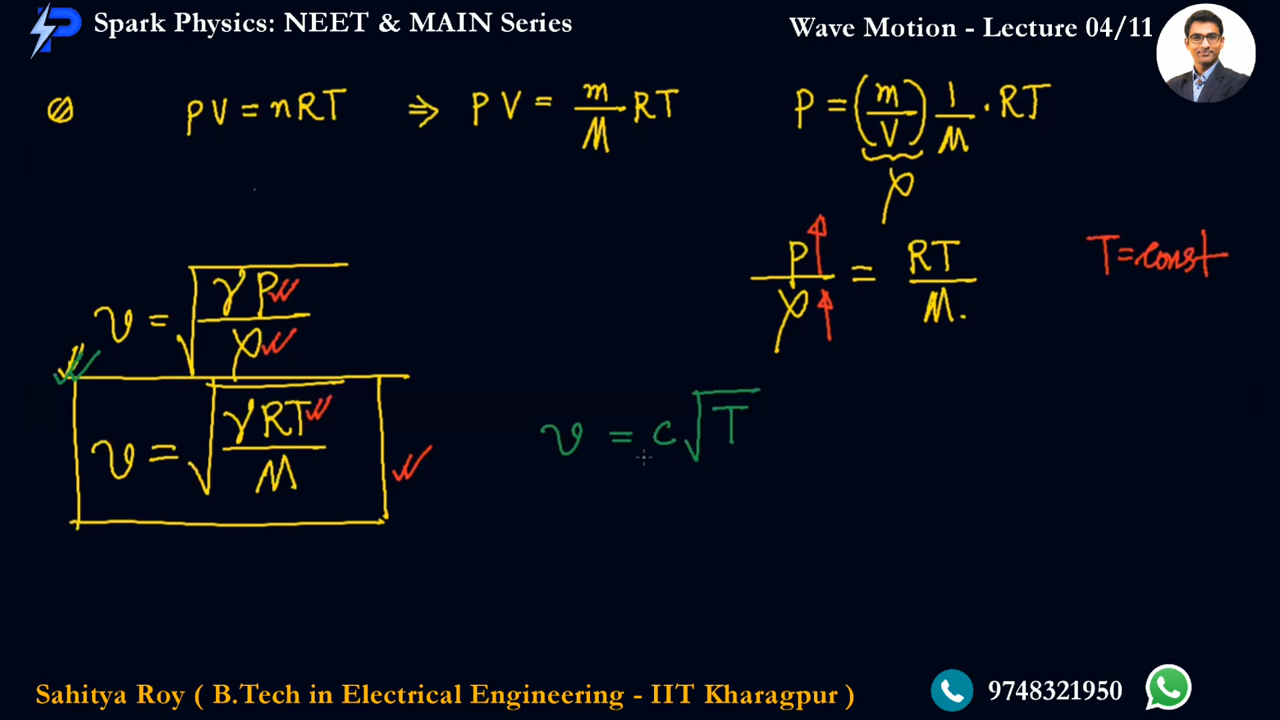 Spark Physics: NEET & MAIN Series
Wave Motion - Lecture 04/11
PV = nRT ⇒ PV = m/M RT
P = (m/V) 1/M . RT
ρ
P/ρ = RT/M.
T = const
v = √(γP/ρ)
v = √(γRT/M)
v = c√T
Sahitya Roy ( B.Tech in Electrical Engineering - IIT Kharagpur )
9748321950